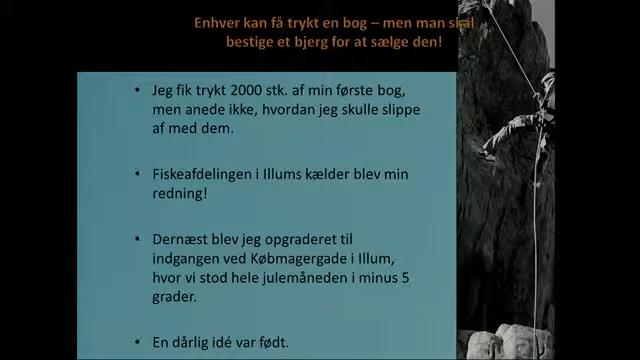 Enhver kan få trykt en bog – men man skal
bestige et bjerg for at sælge den!
• Jeg fik trykt 2000 stk. af min første bog,
men anede ikke, hvordan jeg skulle slippe
af med dem.
• Fiskeafdelingen i Illums kælder blev min
redning!
• Dernæst blev jeg opgraderet til
indgangen ved Købmagergade i Illum,
hvor vi stod hele julemåneden i minus 5
grader.
• En dårlig idé var født.